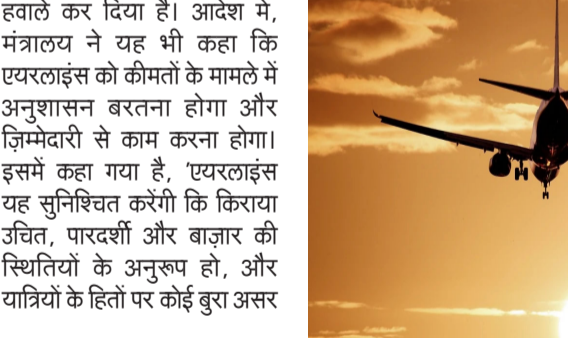 हवाले कर दिया है। आदेश में,
मंत्रालय ने यह भी कहा कि
एयरलाइंस को कीमतों के मामले में
अनुशासन बरतना होगा और
ज़िम्मेदारी से काम करना होगा।
इसमें कहा गया है, 'एयरलाइंस
यह सुनिश्चित करेंगी कि किराया
उचित, पारदर्शी और बाज़ार की
स्थितियों के अनुरूप हो, और
यात्रियों के हितों पर कोई बुरा असर